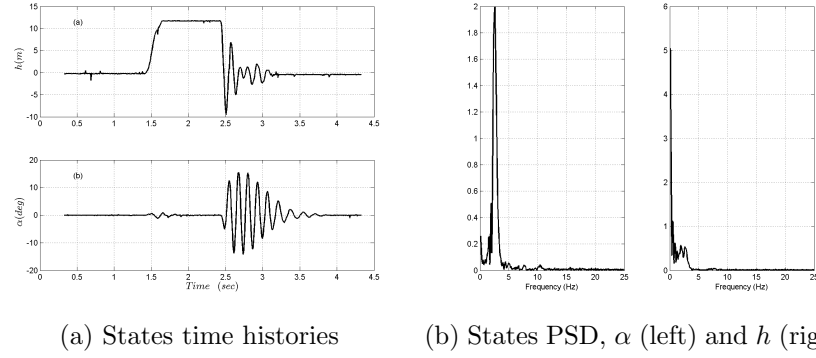 15
10
5
0
-5
-10
h(m)
(a)
0 0.5 1 1.5 2 2.5 3 3.5 4 4.5
20
10
0
-10
-20
α(deg)
(b)
0 0.5 1 1.5 2 2.5 3 3.5 4 4.5
Time (sec)
2
1.8
1.6
1.4
1.2
1
0.8
0.6
0.4
0.2
0
0 5 10 15 20 25
Frequency (Hz)
6
5
4
3
2
1
0
0 5 10 15 20 25
Frequency (Hz)
(a) States time histories
(b) States PSD, α (left) and h (rig